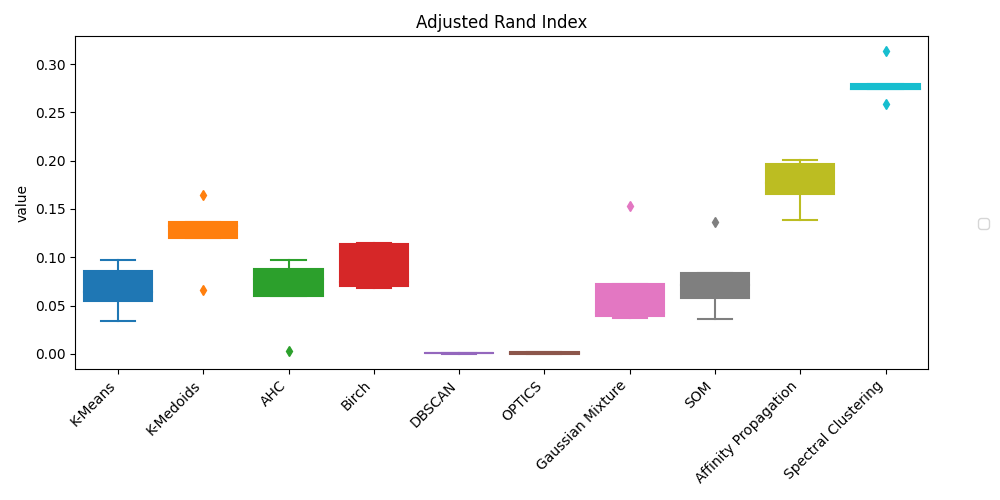 Adjusted Rand Index
value
0.30
0.25
0.20
0.15
0.10
0.05
0.00
K-Means
K-Medoids
AHC
Birch
DBSCAN
OPTICS
Gaussian Mixture
SOM
Affinity Propagation
Spectral Clustering